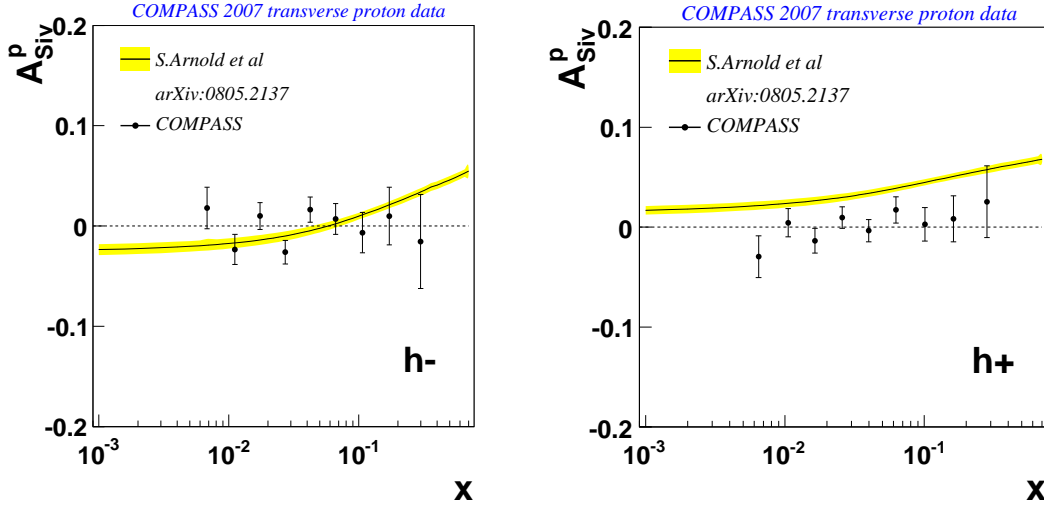 COMPASS 2007 transverse proton data
A^p_Siv
0.2
0.1
0
-0.1
-0.2
S.Arnold et al
arXiv:0805.2137
COMPASS
h-
10^-3
10^-2
10^-1
x
COMPASS 2007 transverse proton data
A^p_Siv
0.2
0.1
0
-0.1
-0.2
S.Arnold et al
arXiv:0805.2137
COMPASS
h+
10^-3
10^-2
10^-1
x